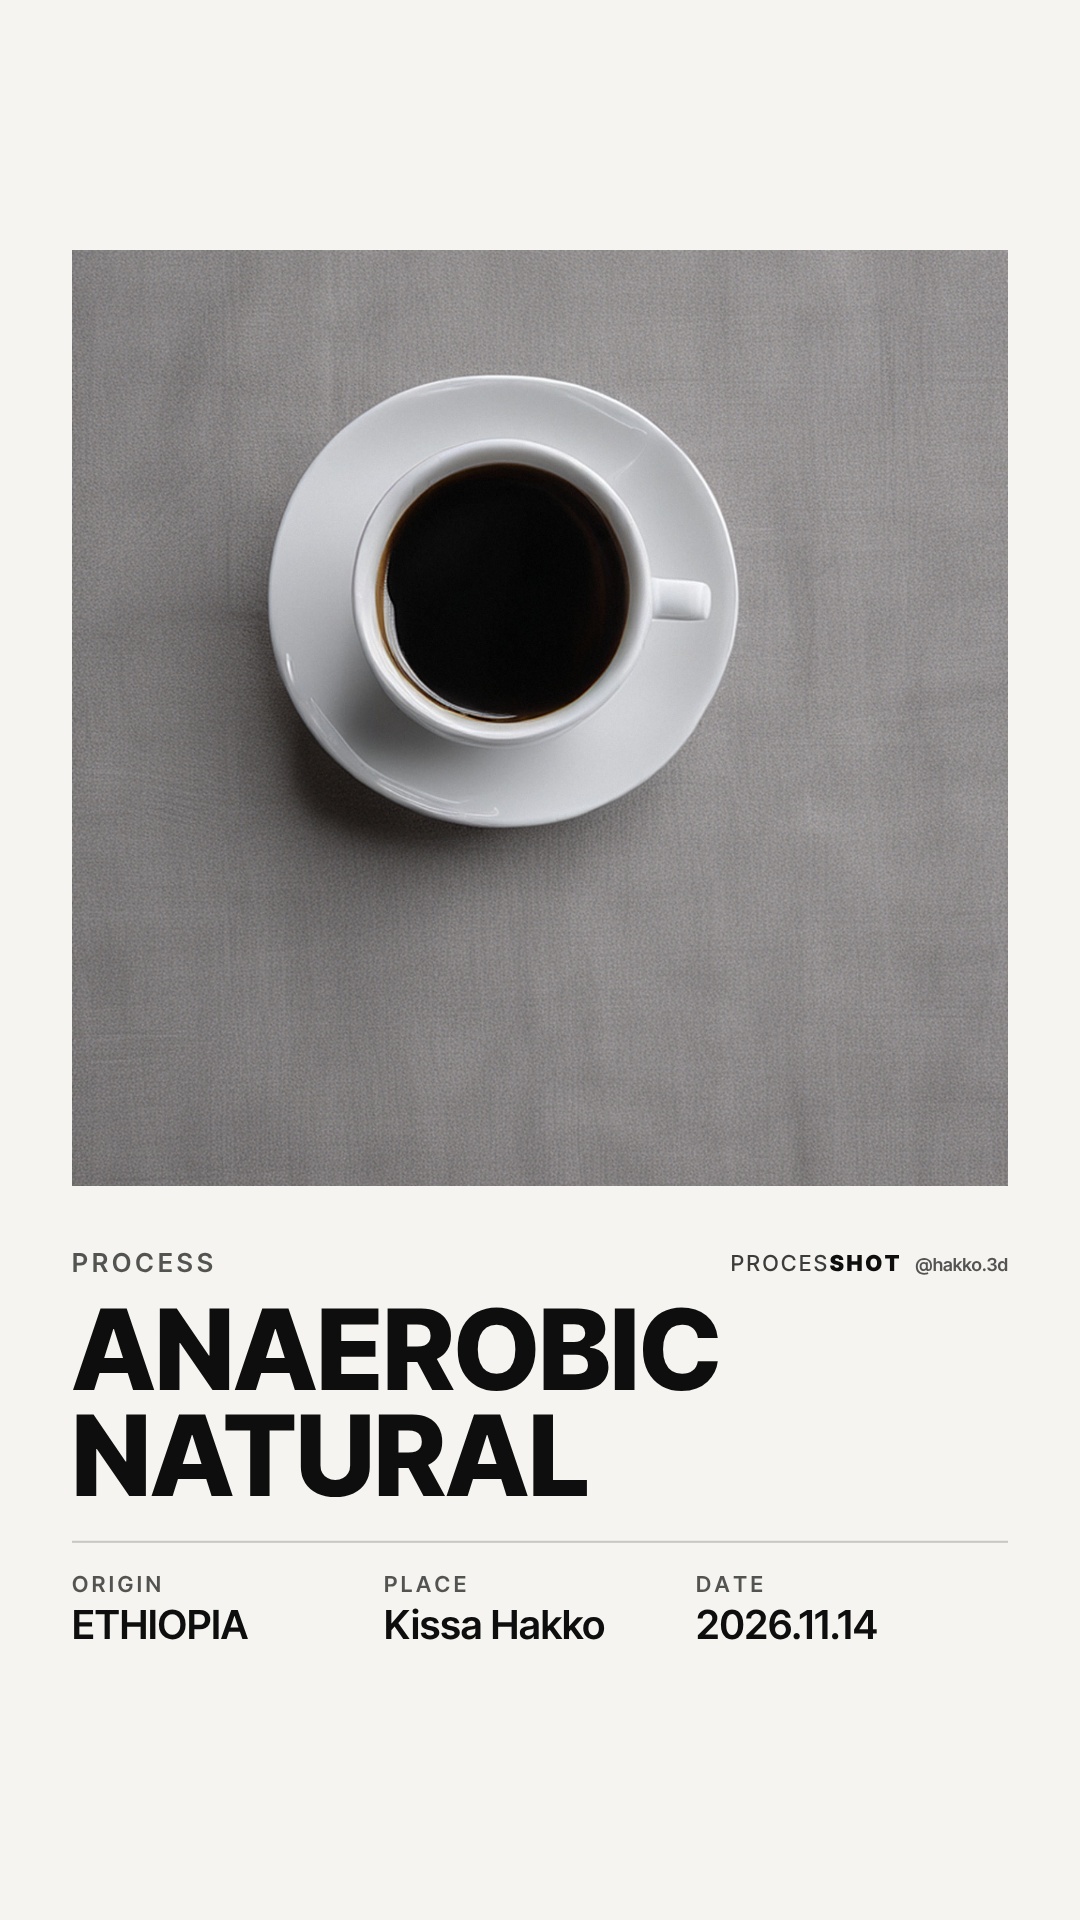 PROCESS
PROCESSHOT @hakko.3d
ANAEROBIC
NATURAL
ORIGIN
PLACE
DATE
ETHIOPIA
Kissa Hakko
2026.11.14